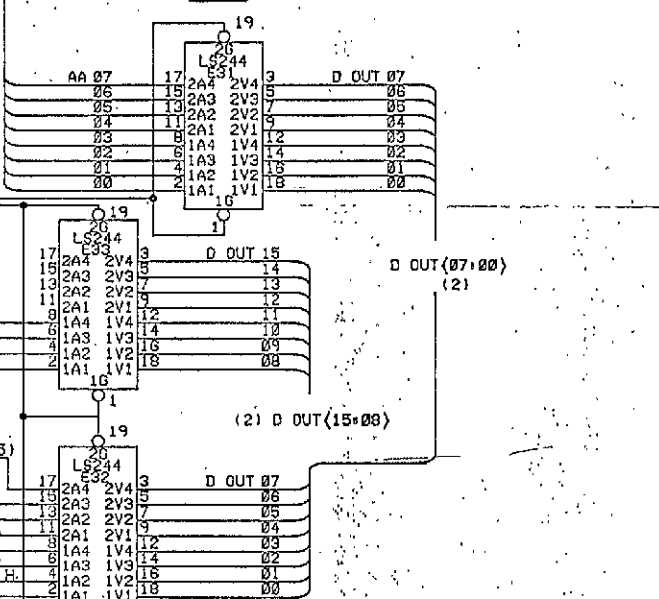 19
2G
LS244
E31
AA 07 17 2A4 2V4 3 D OUT 07
06 15 2A3 2V3 5 06
05 13 2A2 2V2 7 05
04 11 2A1 2V1 9 04
03 8 1A4 1V4 12 03
02 6 1A3 1V3 14 02
01 4 1A2 1V2 16 01
00 2 1A1 1V1 18 00
1G
1
19
2G
LS244
E33
17 2A4 2V4 3 D OUT 15
15 2A3 2V3 5 14
13 2A2 2V2 7 13
11 2A1 2V1 9 12
8 1A4 1V4 12 11
6 1A3 1V3 14 10
4 1A2 1V2 16 09
2 1A1 1V1 18 08
1G
1
D OUT<07:00>
(2)
(2) D OUT<15:08>
19
2G
LS244
E32
17 2A4 2V4 3 D OUT 07
15 2A3 2V3 5 06
13 2A2 2V2 7 05
11 2A1 2V1 9 04
8 1A4 1V4 12 03
6 1A3 1V3 14 02
H 4 1A2 1V2 16 01
2 1A1 1V1 18 00